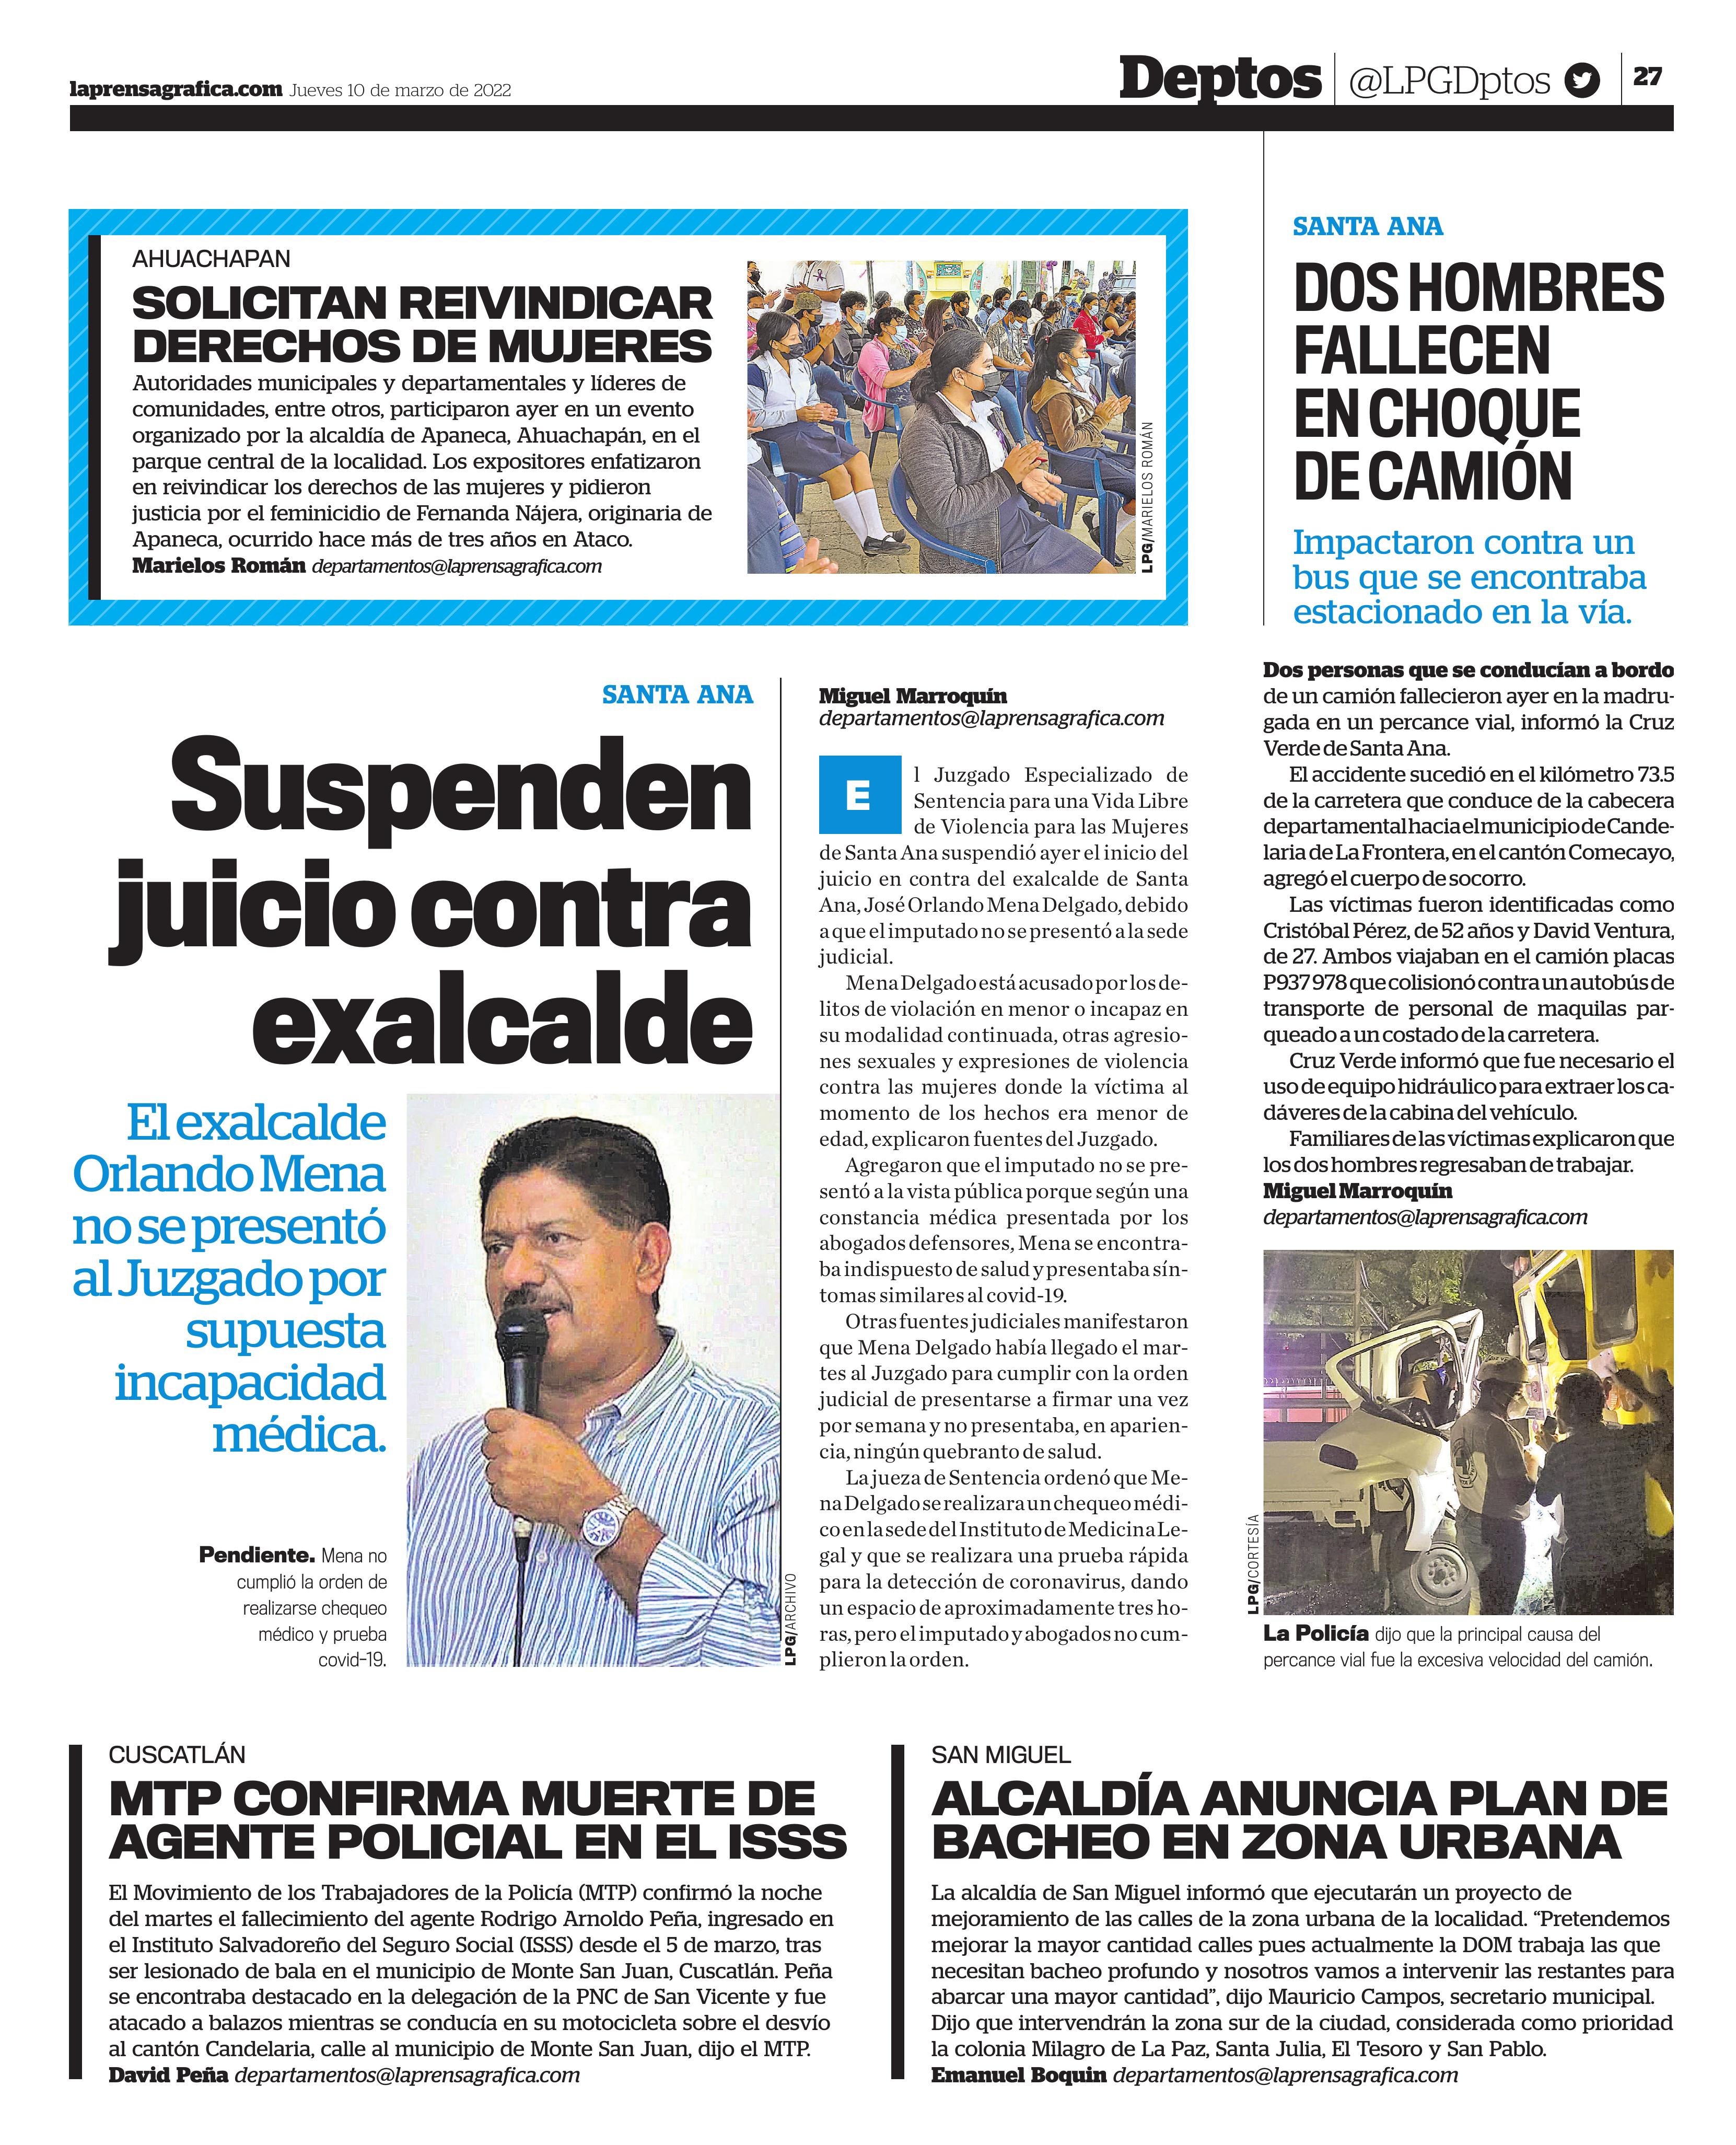 laprensagrafica.com Jueves 10 de marzo de 2022
Deptos @LPGDptos 27
AHUACHAPAN
SOLICITAN REIVINDICAR
DERECHOS DE MUJERES
Autoridades municipales y departamentales y líderes de
comunidades, entre otros, participaron ayer en un evento
organizado por la alcaldía de Apaneca, Ahuachapán, en el
parque central de la localidad. Los expositores enfatizaron
en reivindicar los derechos de las mujeres y pidieron
justicia por el feminicidio de Fernanda Nájera, originaria de
Apaneca, ocurrido hace más de tres años en Ataco.
Marielos Román departamentos@laprensagrafica.com
LPG/MARIELOS ROMÁN
SANTA ANA
Suspenden
juicio contra
exalcalde
El exalcalde
Orlando Mena
no se presentó
al Juzgado por
supuesta
incapacidad
médica.
Pendiente. Mena no
cumplió la orden de
realizarse chequeo
médico y prueba
covid-19.
LPG/ARCHIVO
Miguel Marroquín
departamentos@laprensagrafica.com
El Juzgado Especializado de
Sentencia para una Vida Libre
de Violencia para las Mujeres
de Santa Ana suspendió ayer el inicio del
juicio en contra del exalcalde de Santa
Ana, José Orlando Mena Delgado, debido
a que el imputado no se presentó a la sede
judicial.
Mena Delgado está acusado por los de-
litos de violación en menor o incapaz en
su modalidad continuada, otras agresio-
nes sexuales y expresiones de violencia
contra las mujeres donde la víctima al
momento de los hechos era menor de
edad, explicaron fuentes del Juzgado.
Agregaron que el imputado no se pre-
sentó a la vista pública porque según una
constancia médica presentada por los
abogados defensores, Mena se encontra-
ba indispuesto de salud y presentaba sín-
tomas similares al covid-19.
Otras fuentes judiciales manifestaron
que Mena Delgado había llegado el mar-
tes al Juzgado para cumplir con la orden
judicial de presentarse a firmar una vez
por semana y no presentaba, en aparien-
cia, ningún quebranto de salud.
La jueza de Sentencia ordenó que Me-
na Delgado se realizara un chequeo médi-
co en la sede del Instituto de Medicina Le-
gal y que se realizara una prueba rápida
para la detección de coronavirus, dando
un espacio de aproximadamente tres ho-
ras, pero el imputado y abogados no cum-
plieron la orden.
SANTA ANA
DOS HOMBRES
FALLECEN
EN CHOQUE
DE CAMIÓN
Impactaron contra un
bus que se encontraba
estacionado en la vía.
Dos personas que se conducían a bordo
de un camión fallecieron ayer en la madru-
gada en un percance vial, informó la Cruz
Verde de Santa Ana.
El accidente sucedió en el kilómetro 73.5
de la carretera que conduce de la cabecera
departamental hacia el municipio de Cande-
laria de La Frontera, en el cantón Comecayo,
agregó el cuerpo de socorro.
Las víctimas fueron identificadas como
Cristóbal Pérez, de 52 años y David Ventura,
de 27. Ambos viajaban en el camión placas
P937 978 que colisionó contra un autobús de
transporte de personal de maquilas par-
queado a un costado de la carretera.
Cruz Verde informó que fue necesario el
uso de equipo hidráulico para extraer los ca-
dáveres de la cabina del vehículo.
Familiares de las víctimas explicaron que
los dos hombres regresaban de trabajar.
Miguel Marroquín
departamentos@laprensagrafica.com
LPG/CORTESÍA
La Policía dijo que la principal causa del
percance vial fue la excesiva velocidad del camión.
CUSCATLÁN
MTP CONFIRMA MUERTE DE
AGENTE POLICIAL EN EL ISSS
El Movimiento de los Trabajadores de la Policía (MTP) confirmó la noche
del martes el fallecimiento del agente Rodrigo Arnoldo Peña, ingresado en
el Instituto Salvadoreño del Seguro Social (ISSS) desde el 5 de marzo, tras
ser lesionado de bala en el municipio de Monte San Juan, Cuscatlán. Peña
se encontraba destacado en la delegación de la PNC de San Vicente y fue
atacado a balazos mientras se conducía en su motocicleta sobre el desvío
al cantón Candelaria, calle al municipio de Monte San Juan, dijo el MTP.
David Peña departamentos@laprensagrafica.com
SAN MIGUEL
ALCALDÍA ANUNCIA PLAN DE
BACHEO EN ZONA URBANA
La alcaldía de San Miguel informó que ejecutarán un proyecto de
mejoramiento de las calles de la zona urbana de la localidad. “Pretendemos
mejorar la mayor cantidad calles pues actualmente la DOM trabaja las que
necesitan bacheo profundo y nosotros vamos a intervenir las restantes para
abarcar una mayor cantidad”, dijo Mauricio Campos, secretario municipal.
Dijo que intervendrán la zona sur de la ciudad, considerada como prioridad
la colonia Milagro de La Paz, Santa Julia, El Tesoro y San Pablo.
Emanuel Boquin departamentos@laprensagrafica.com